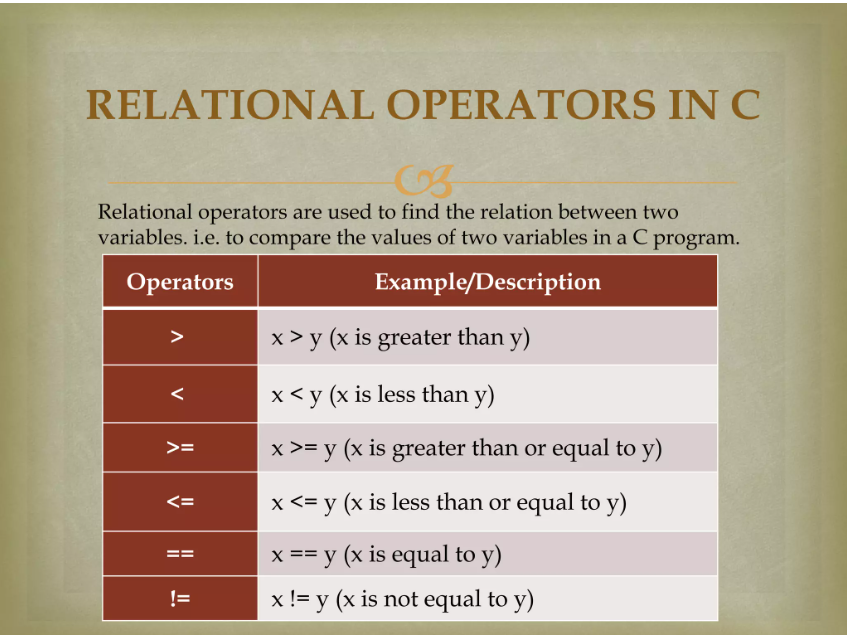 RELATIONAL OPERATORS IN C
Relational operators are used to find the relation between two
variables. i.e. to compare the values of two variables in a C program.
Operators Example/Description
> x > y (x is greater than y)
< x < y (x is less than y)
>= x >= y (x is greater than or equal to y)
<= x <= y (x is less than or equal to y)
== x == y (x is equal to y)
!= x != y (x is not equal to y)